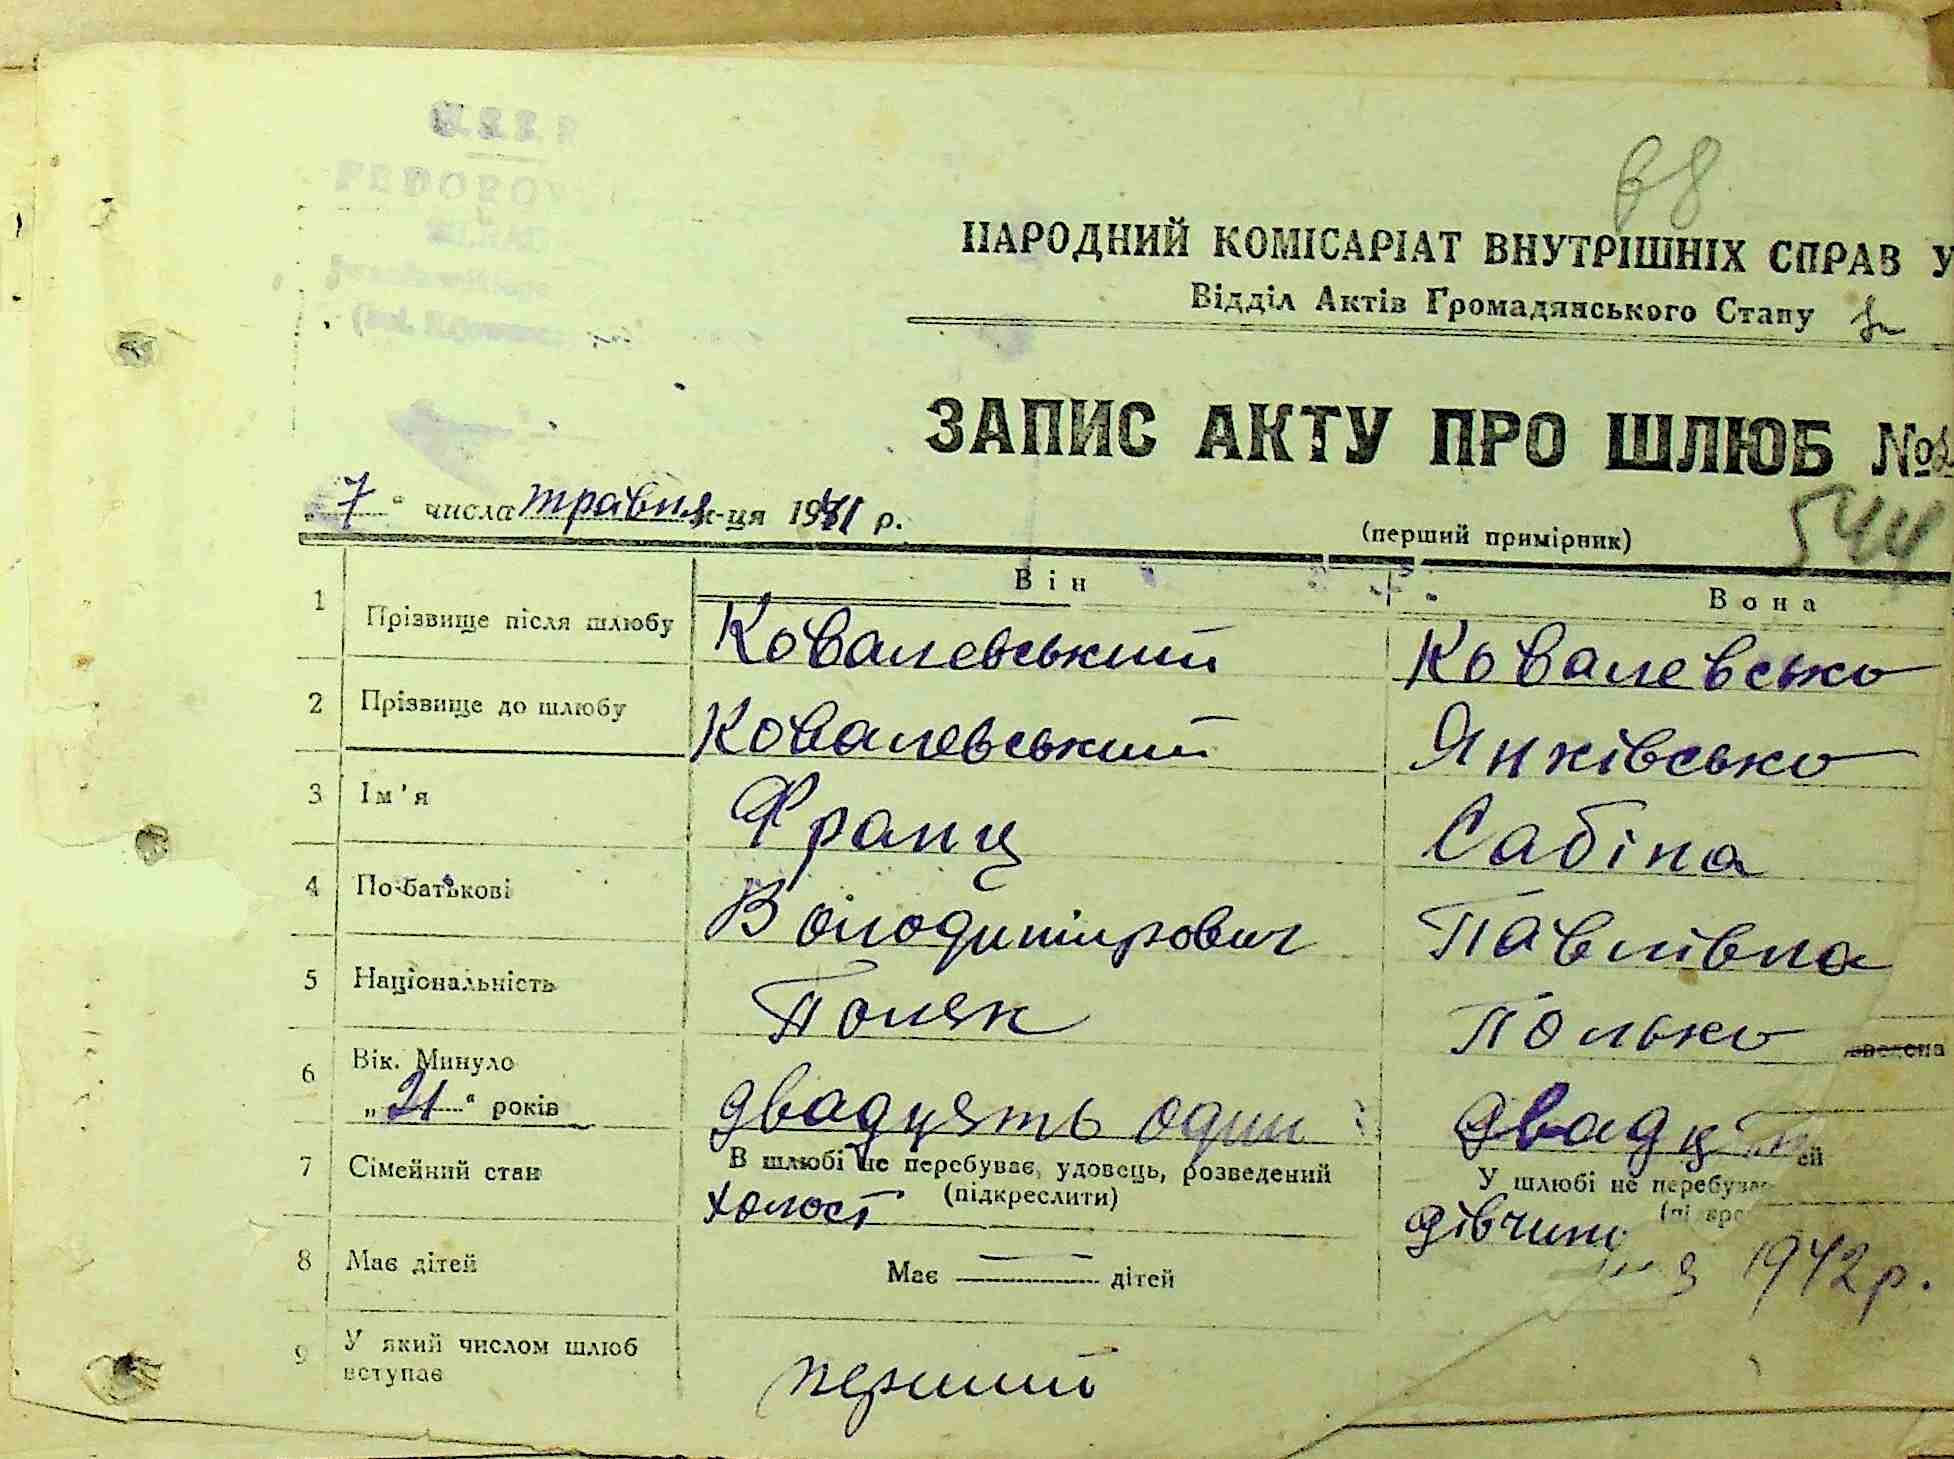 68
НАРОДНИЙ КОМІСАРІАТ ВНУТРІШНІХ СПРАВ У
Відділ Актів Громадянського Стану
ЗАПИС АКТУ ПРО ШЛЮБ №
544
„7“ числа травня м-ця 1941 р.
(перший примірник)
Він Вона
1 Прізвище після шлюбу Ковалевський Ковалевська
2 Прізвище до шлюбу Ковалевський Янківська
3 Ім'я Франц Сабіна
4 По-батькові Володимирович Павлівна
5 Національність Поляк Полька
6 Вік. Минуло
„21“ років двадцять один двадц
7 Сімейний стан В шлюбі не перебуває, удовець, розведений У шлюбі не перебуває
(підкреслити)
холост дівчина
8 Має дітей Має — дітей 1942 р.
9 У який числом шлюб
вступає перший